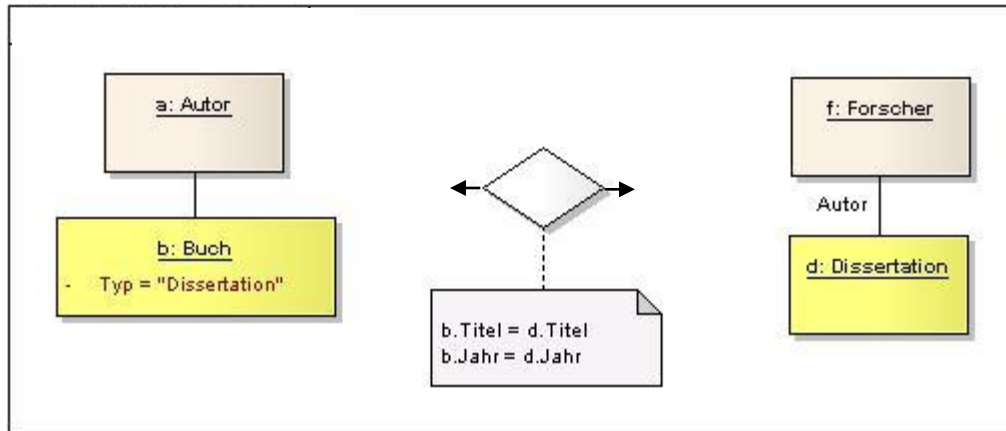 a: Autor
b: Buch
- Typ = "Dissertation"
b.Titel = d.Titel
b.Jahr = d.Jahr
f: Forscher
Autor
d: Dissertation